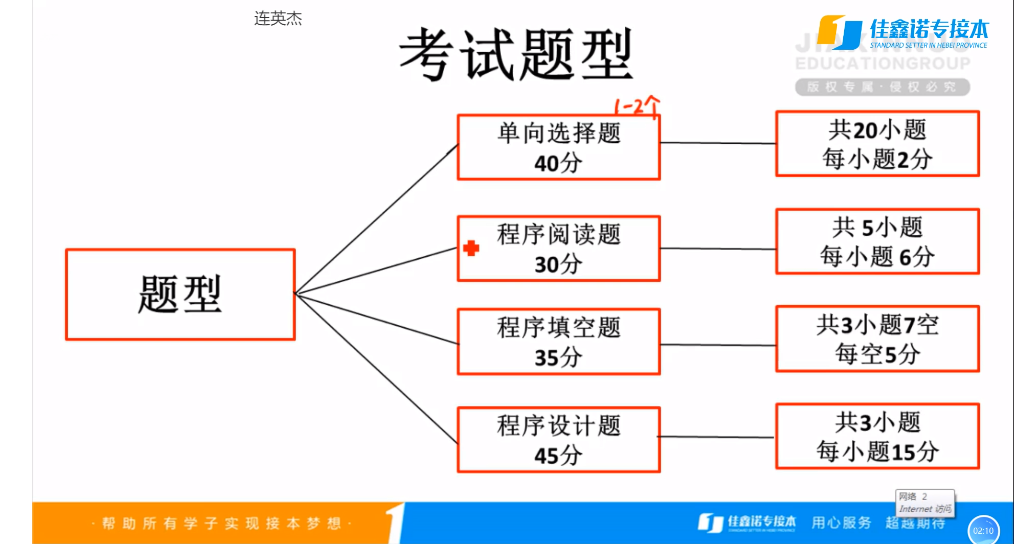 连英杰
佳鑫诺专接本
STANDARD SETTER IN HEBEI PROVINCE
考试题型
EDUCATIONGROUP
版权专属·侵权必究
1-2个
单向选择题
40分
共20小题
每小题2分
程序阅读题
30分
共 5小题
每小题 6分
题型
程序填空题
35分
共3小题7空
每空5分
程序设计题
45分
共3小题
每小题15分
网络 2
Internet 访问
·帮助所有学子实现接本梦想·
佳鑫诺专接本
用心服务 超越期待
02:10